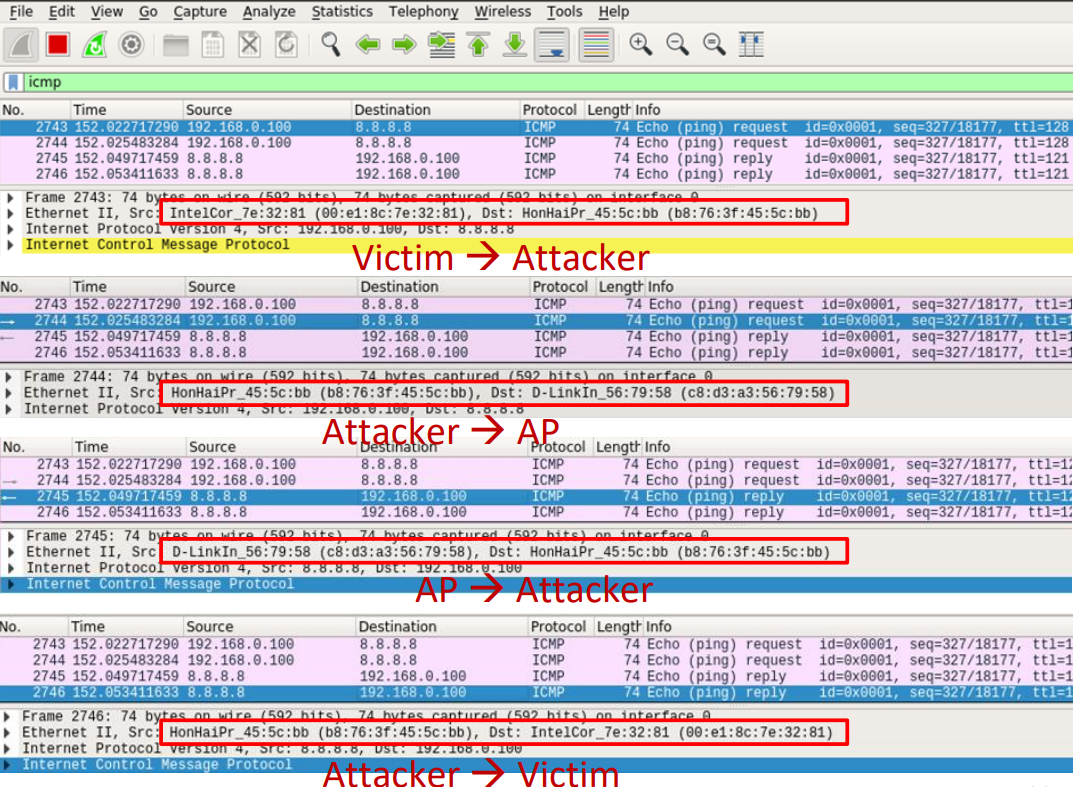 File Edit View Go Capture Analyze Statistics Telephony Wireless Tools Help
icmp
No. Time Source Destination Protocol Length Info
2743 152.022717290 192.168.0.100 8.8.8.8 ICMP 74 Echo (ping) request id=0x0001, seq=327/18177, ttl=128
2744 152.025483284 192.168.0.100 8.8.8.8 ICMP 74 Echo (ping) request id=0x0001, seq=327/18177, ttl=128
2745 152.049717459 8.8.8.8 192.168.0.100 ICMP 74 Echo (ping) reply id=0x0001, seq=327/18177, ttl=121
2746 152.053411633 8.8.8.8 192.168.0.100 ICMP 74 Echo (ping) reply id=0x0001, seq=327/18177, ttl=121
Frame 2743: 74 bytes on wire (592 bits), 74 bytes captured (592 bits) on interface 0
Ethernet II, Src: IntelCor_7e:32:81 (00:e1:8c:7e:32:81), Dst: HonHaiPr_45:5c:bb (b8:76:3f:45:5c:bb)
Internet Protocol Version 4, Src: 192.168.0.100, Dst: 8.8.8.8
Internet Control Message Protocol
Victim → Attacker
No. Time Source Destination Protocol Length Info
2743 152.022717290 192.168.0.100 8.8.8.8 ICMP 74 Echo (ping) request id=0x0001, seq=327/18177, ttl=1
2744 152.025483284 192.168.0.100 8.8.8.8 ICMP 74 Echo (ping) request id=0x0001, seq=327/18177, ttl=1
2745 152.049717459 8.8.8.8 192.168.0.100 ICMP 74 Echo (ping) reply id=0x0001, seq=327/18177, ttl=1
2746 152.053411633 8.8.8.8 192.168.0.100 ICMP 74 Echo (ping) reply id=0x0001, seq=327/18177, ttl=1
Frame 2744: 74 bytes on wire (592 bits), 74 bytes captured (592 bits) on interface 0
Ethernet II, Src: HonHaiPr_45:5c:bb (b8:76:3f:45:5c:bb), Dst: D-LinkIn_56:79:58 (c8:d3:a3:56:79:58)
Internet Protocol Version 4, Src: 192.168.0.100, Dst: 8.8.8.8
Attacker → AP
No. Time Source Destination Protocol Length Info
2743 152.022717290 192.168.0.100 8.8.8.8 ICMP 74 Echo (ping) request id=0x0001, seq=327/18177, ttl=12
2744 152.025483284 192.168.0.100 8.8.8.8 ICMP 74 Echo (ping) request id=0x0001, seq=327/18177, ttl=12
2745 152.049717459 8.8.8.8 192.168.0.100 ICMP 74 Echo (ping) reply id=0x0001, seq=327/18177, ttl=12
2746 152.053411633 8.8.8.8 192.168.0.100 ICMP 74 Echo (ping) reply id=0x0001, seq=327/18177, ttl=12
Frame 2745: 74 bytes on wire (592 bits), 74 bytes captured (592 bits) on interface 0
Ethernet II, Src: D-LinkIn_56:79:58 (c8:d3:a3:56:79:58), Dst: HonHaiPr_45:5c:bb (b8:76:3f:45:5c:bb)
Internet Protocol Version 4, Src: 8.8.8.8, Dst: 192.168.0.100
Internet Control Message Protocol
AP → Attacker
No. Time Source Destination Protocol Length Info
2743 152.022717290 192.168.0.100 8.8.8.8 ICMP 74 Echo (ping) request id=0x0001, seq=327/18177, ttl=1
2744 152.025483284 192.168.0.100 8.8.8.8 ICMP 74 Echo (ping) request id=0x0001, seq=327/18177, ttl=1
2745 152.049717459 8.8.8.8 192.168.0.100 ICMP 74 Echo (ping) reply id=0x0001, seq=327/18177, ttl=1
2746 152.053411633 8.8.8.8 192.168.0.100 ICMP 74 Echo (ping) reply id=0x0001, seq=327/18177, ttl=1
Frame 2746: 74 bytes on wire (592 bits), 74 bytes captured (592 bits) on interface 0
Ethernet II, Src: HonHaiPr_45:5c:bb (b8:76:3f:45:5c:bb), Dst: IntelCor_7e:32:81 (00:e1:8c:7e:32:81)
Internet Protocol Version 4, Src: 8.8.8.8, Dst: 192.168.0.100
Internet Control Message Protocol
Attacker → Victim